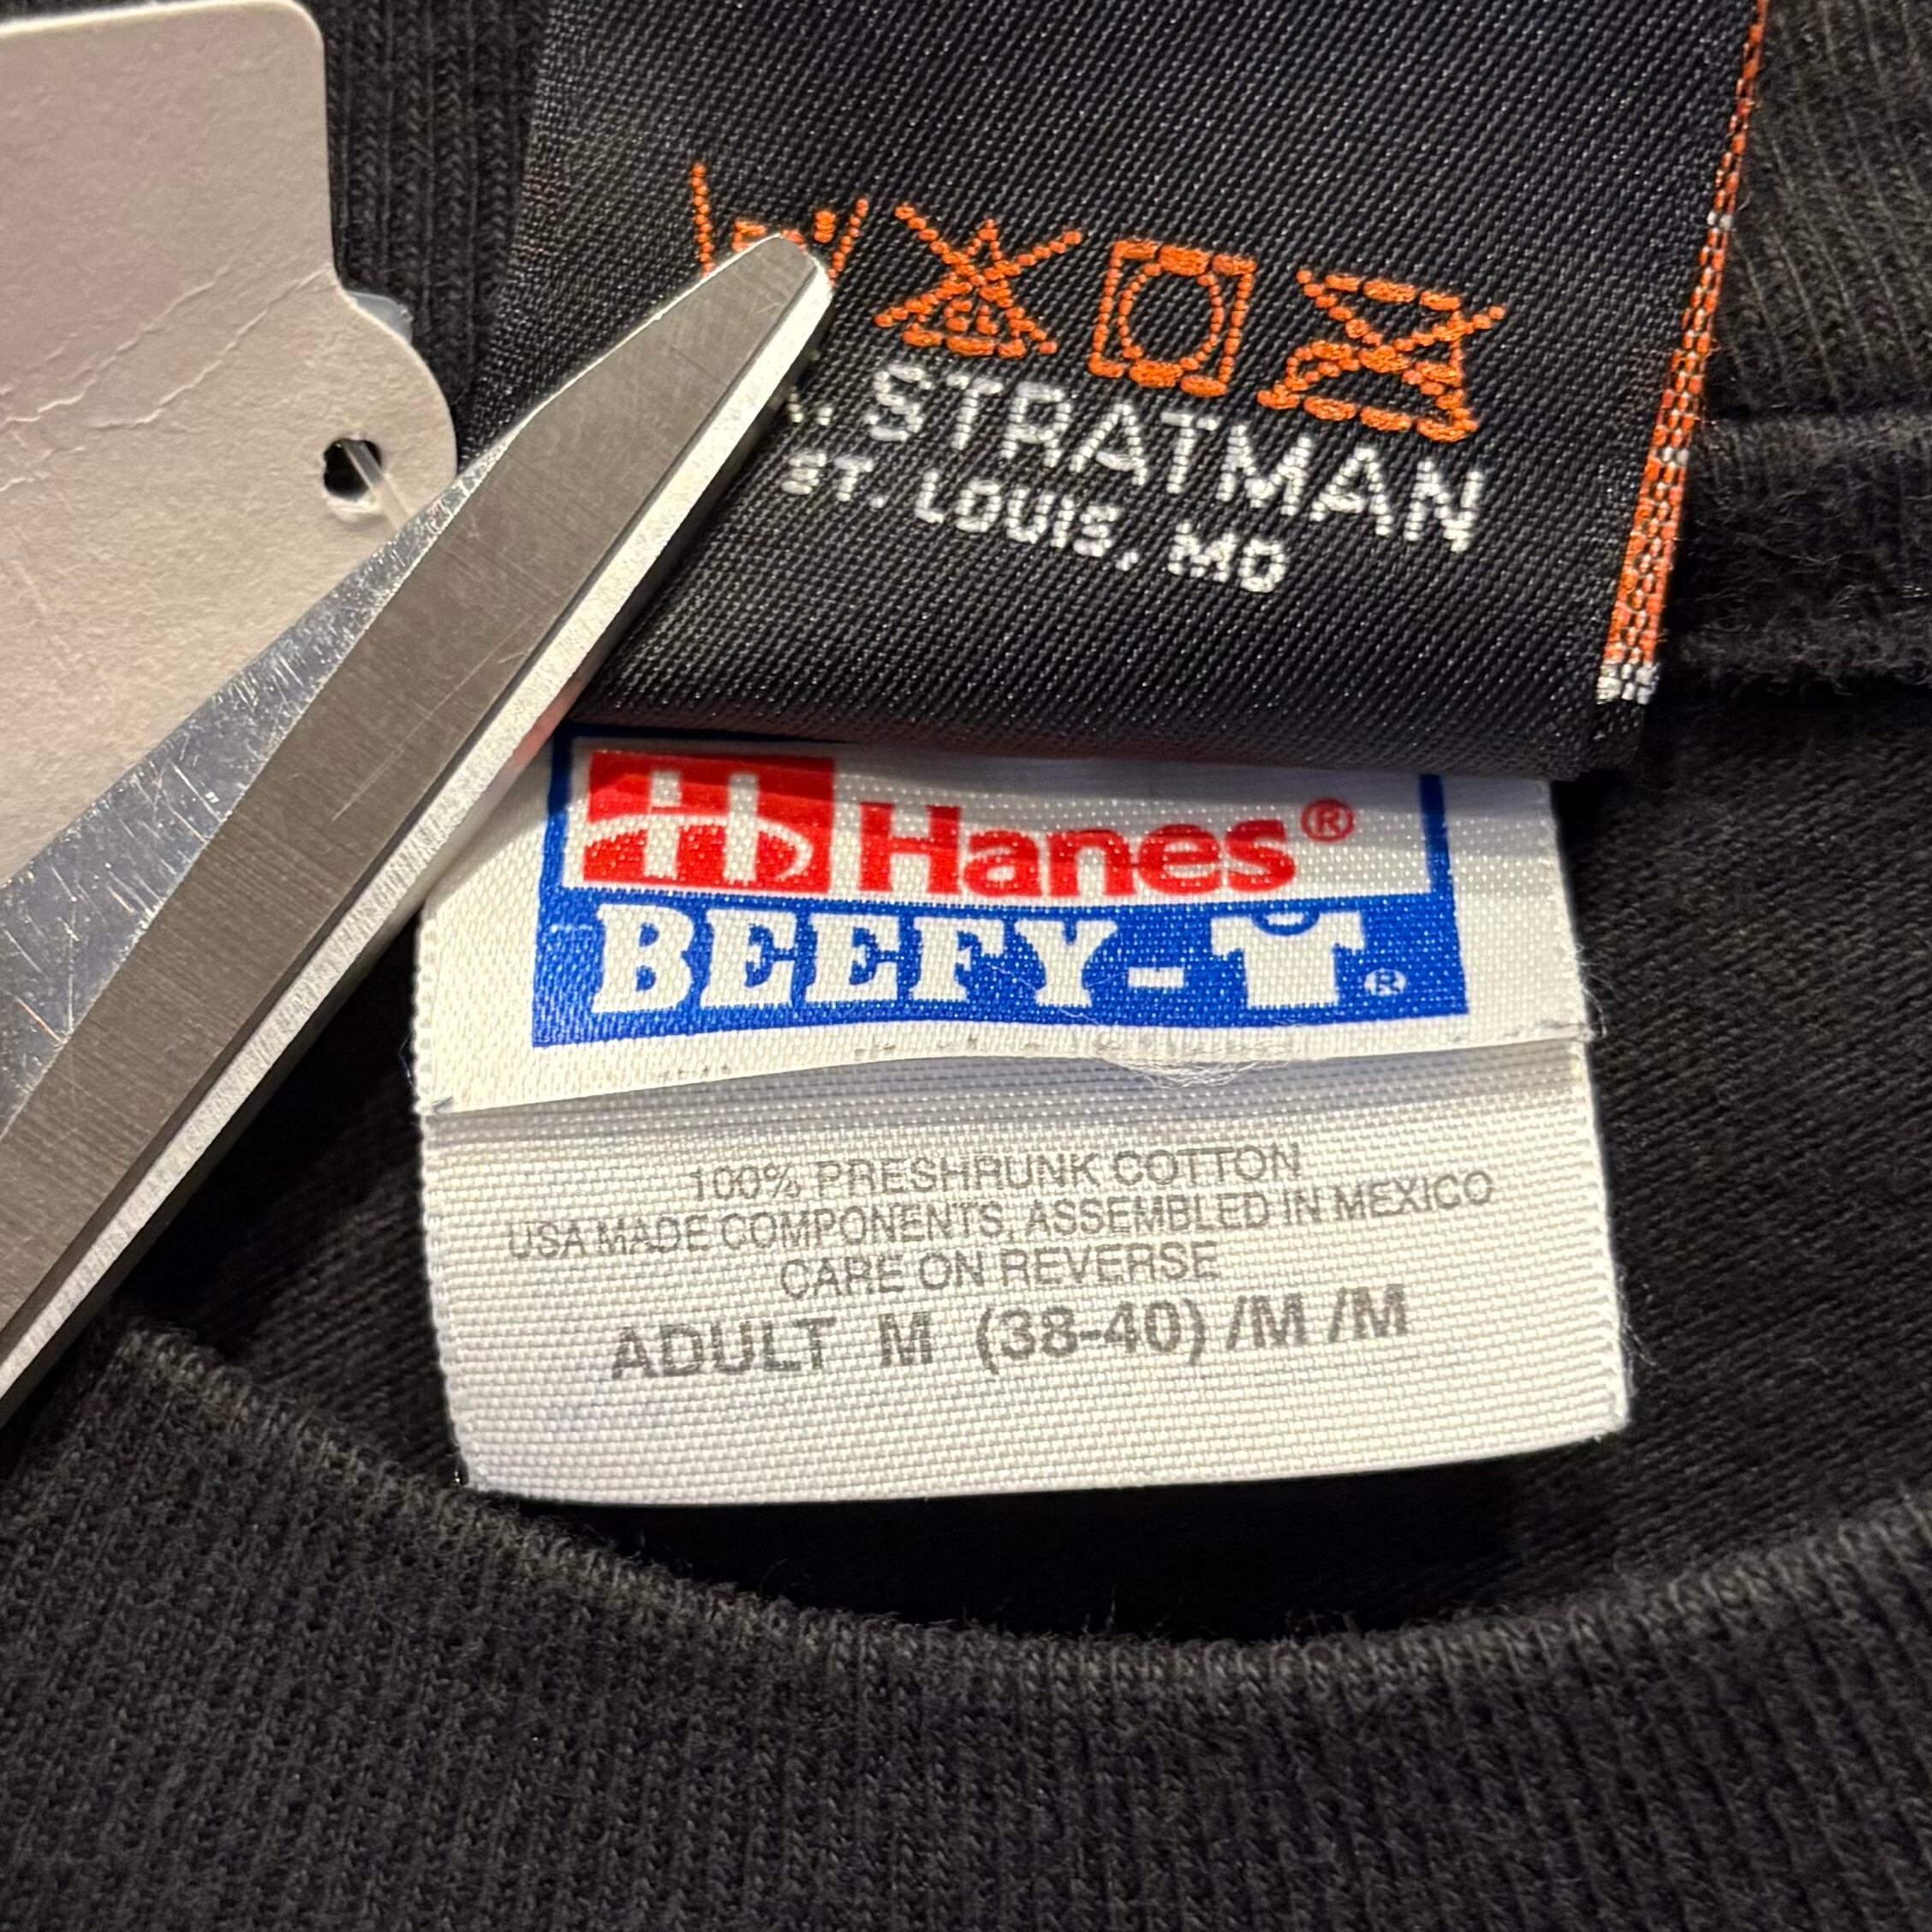 STRATMAN
ST. LOUIS, MO
Hanes®
BEEFY-T®
100% PRESHRUNK COTTON
USA MADE COMPONENTS, ASSEMBLED IN MEXICO
CARE ON REVERSE
ADULT M (38-40) /M /M